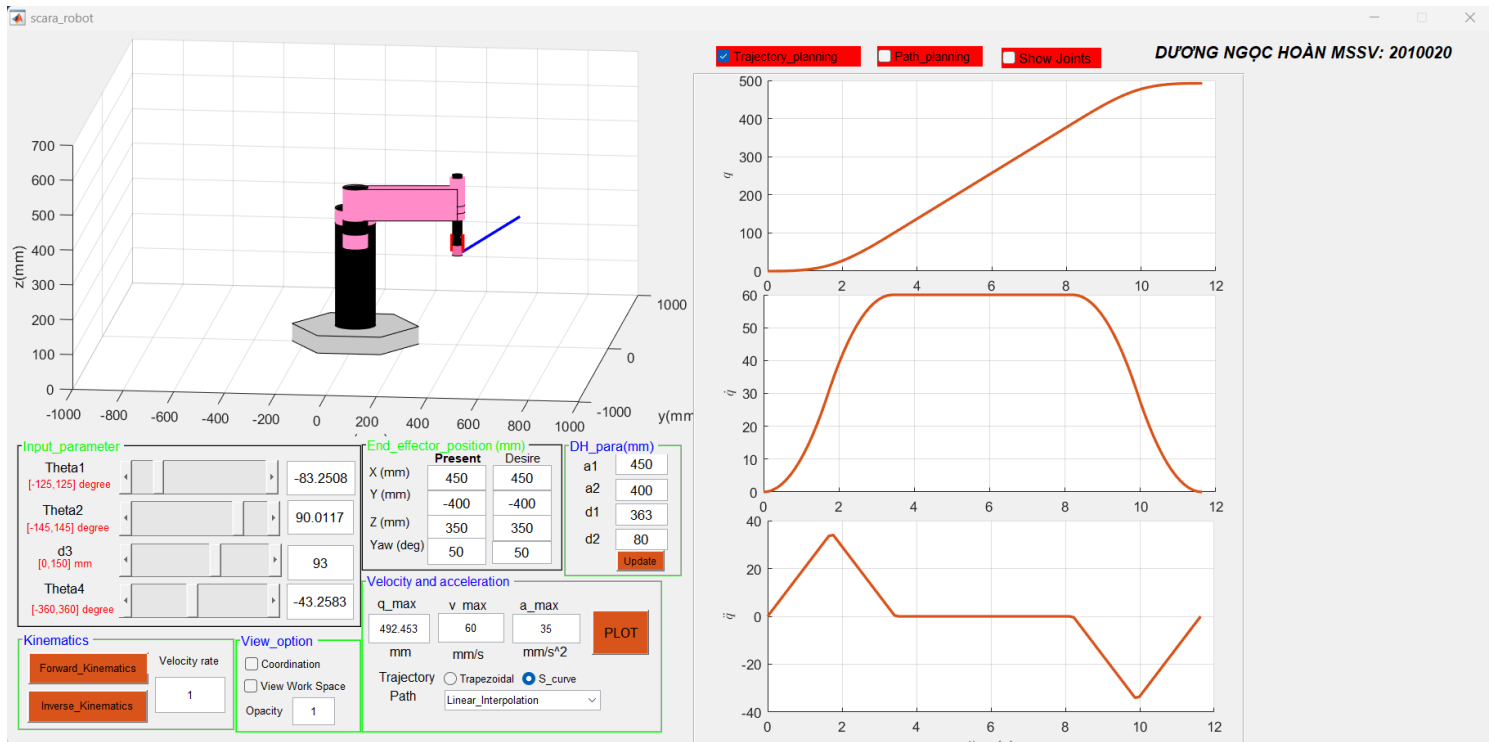 scara_robot
Trajectory_planning
Path_planning
Show Joints
DƯƠNG NGỌC HOÀN MSSV: 2010020
700
600
500
400
300
200
100
0
z(mm)
-1000 -800 -600 -400 -200 0 200 400 600 800 1000
1000
0
-1000
y(mm
500
400
300
200
100
0
q
0 2 4 6 8 10 12
60
50
40
30
20
10
0
q̇
0 2 4 6 8 10 12
40
20
0
-20
-40
q̈
0 2 4 6 8 10 12
Input_parameter
Theta1
[-125,125] degree
-83.2508
Theta2
[-145,145] degree
90.0117
d3
[0,150] mm
93
Theta4
[-360,360] degree
-43.2583
End_effector_position (mm)
Present Desire
X (mm) 450 450
Y (mm) -400 -400
Z (mm) 350 350
Yaw (deg) 50 50
DH_para(mm)
a1 450
a2 400
d1 363
d2 80
Update
Kinematics
Forward_Kinematics
Inverse_Kinematics
Velocity rate
1
View_option
Coordination
View Work Space
Opacity 1
Velocity and acceleration
q_max v_max a_max
492.453 60 35
mm mm/s mm/s^2
PLOT
Trajectory Trapezoidal S_curve
Path Linear_Interpolation